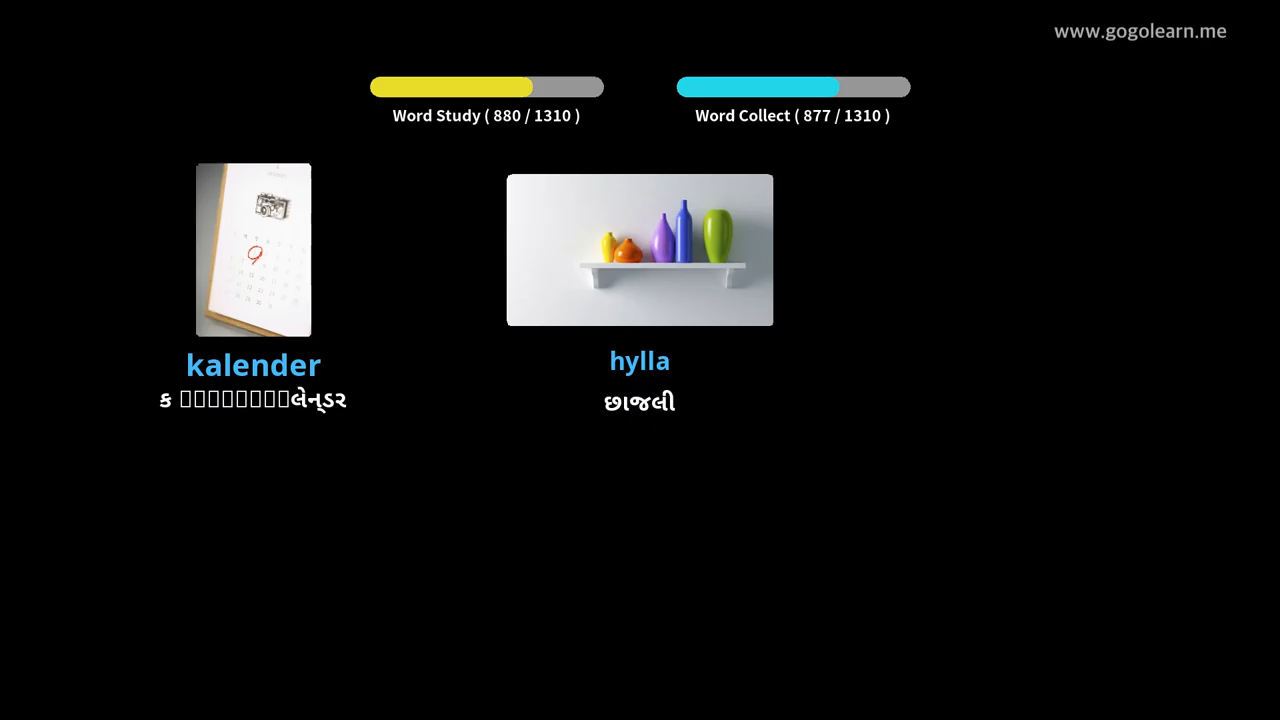 www.gogolearn.me
Word Study ( 880 / 1310 )
Word Collect ( 877 / 1310 )
kalender
hylla
છાજલી